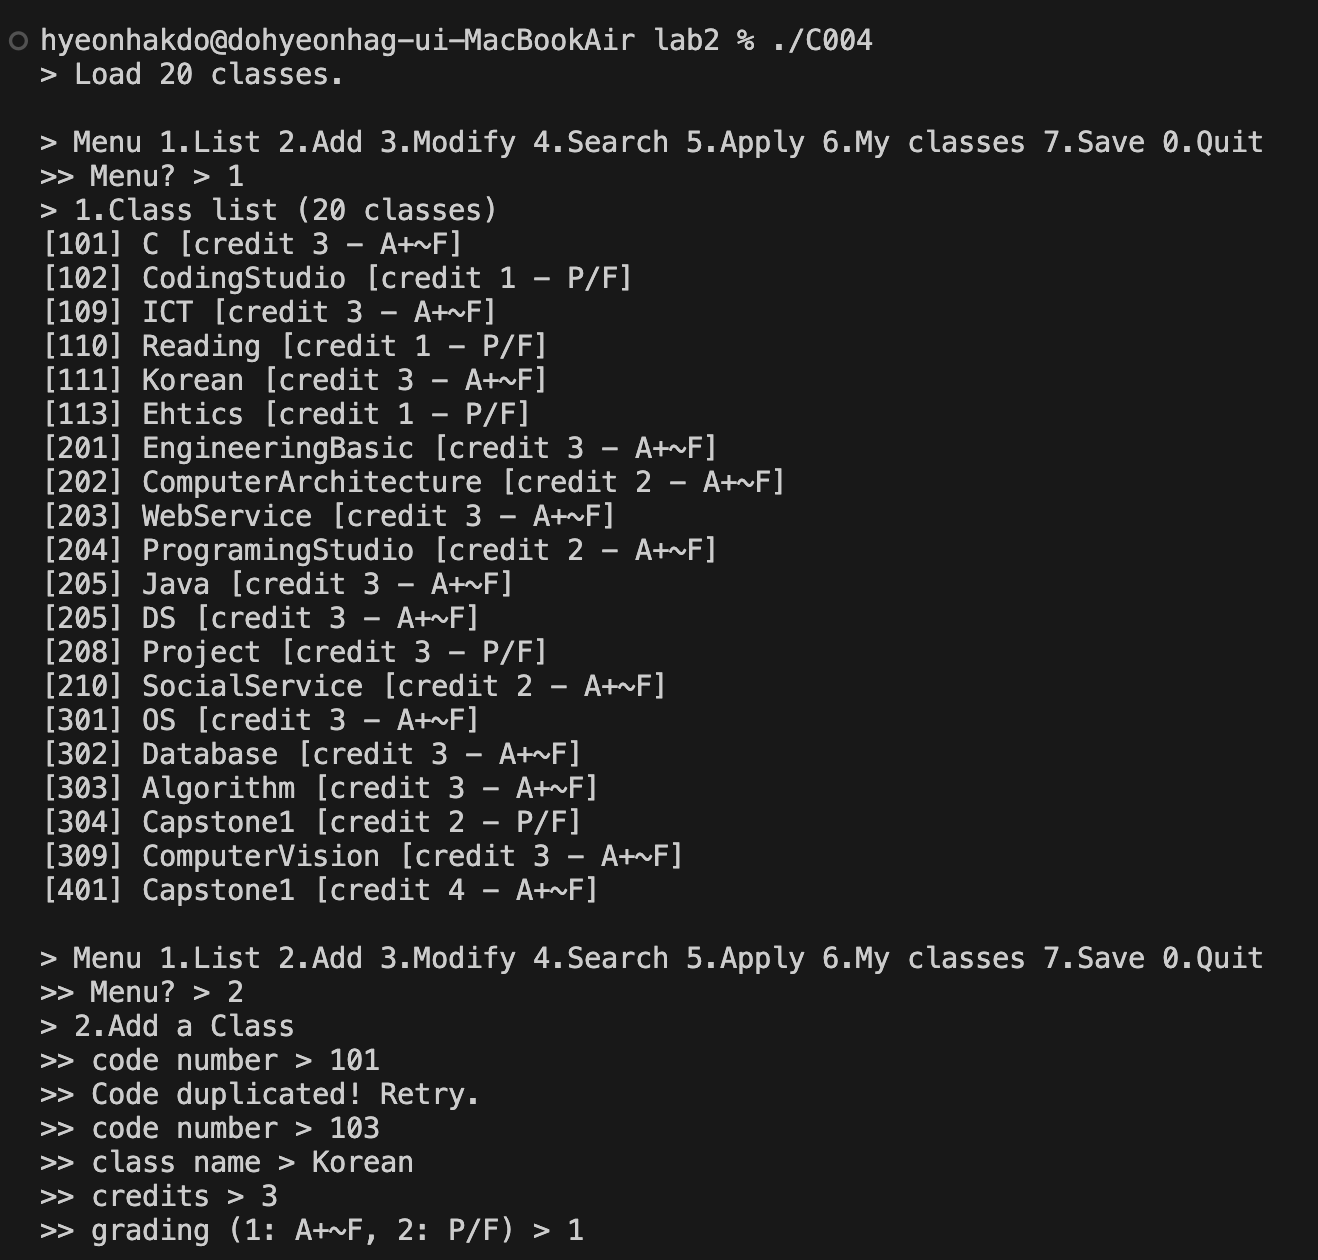 hyeonhakdo@dohyeonhag-ui-MacBookAir lab2 % ./C004
> Load 20 classes.
> Menu 1.List 2.Add 3.Modify 4.Search 5.Apply 6.My classes 7.Save 0.Quit
>> Menu? > 1
> 1.Class list (20 classes)
[101] C [credit 3 - A+~F]
[102] CodingStudio [credit 1 - P/F]
[109] ICT [credit 3 - A+~F]
[110] Reading [credit 1 - P/F]
[111] Korean [credit 3 - A+~F]
[113] Ehtics [credit 1 - P/F]
[201] EngineeringBasic [credit 3 - A+~F]
[202] ComputerArchitecture [credit 2 - A+~F]
[203] WebService [credit 3 - A+~F]
[204] ProgramingStudio [credit 2 - A+~F]
[205] Java [credit 3 - A+~F]
[205] DS [credit 3 - A+~F]
[208] Project [credit 3 - P/F]
[210] SocialService [credit 2 - A+~F]
[301] OS [credit 3 - A+~F]
[302] Database [credit 3 - A+~F]
[303] Algorithm [credit 3 - A+~F]
[304] Capstone1 [credit 2 - P/F]
[309] ComputerVision [credit 3 - A+~F]
[401] Capstone1 [credit 4 - A+~F]
> Menu 1.List 2.Add 3.Modify 4.Search 5.Apply 6.My classes 7.Save 0.Quit
>> Menu? > 2
> 2.Add a Class
>> code number > 101
>> Code duplicated! Retry.
>> code number > 103
>> class name > Korean
>> credits > 3
>> grading (1: A+~F, 2: P/F) > 1